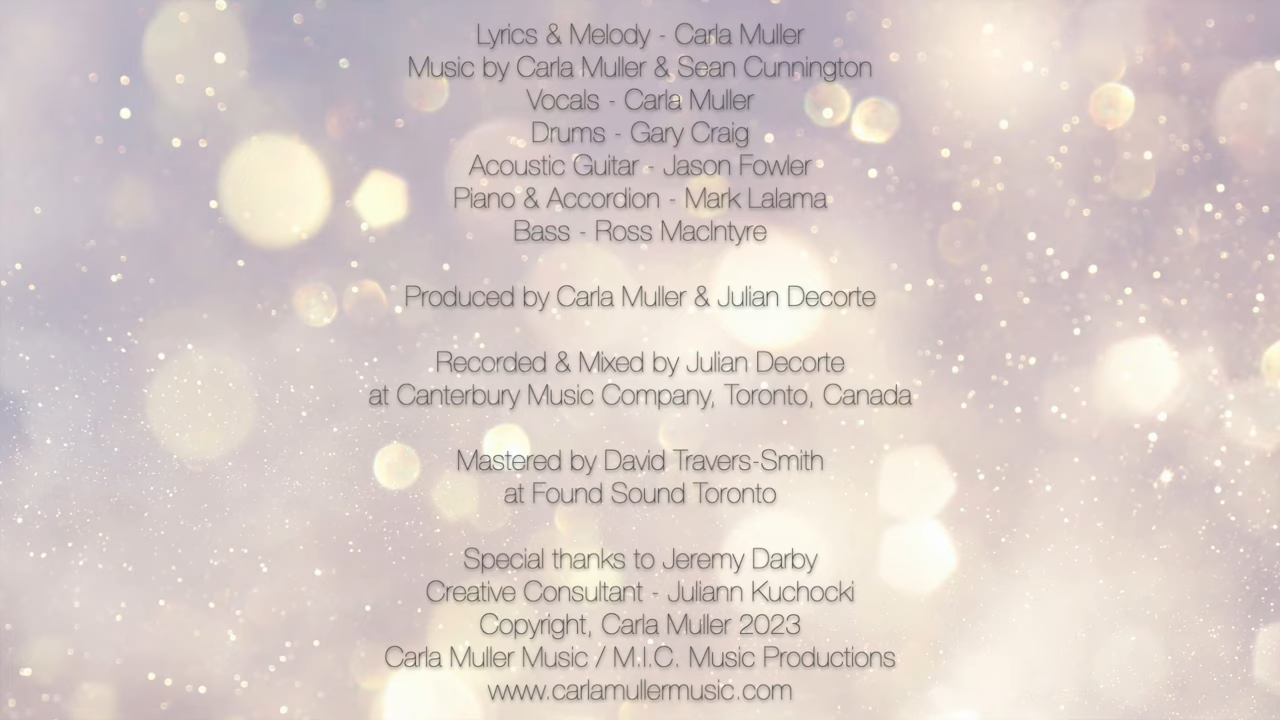 Lyrics & Melody - Carla Muller
Music by Carla Muller & Sean Cunnington
Vocals - Carla Muller
Drums - Gary Craig
Acoustic Guitar - Jason Fowler
Piano & Accordion - Mark Lalama
Bass - Ross MacIntyre
Produced by Carla Muller & Julian Decorte
Recorded & Mixed by Julian Decorte
at Canterbury Music Company, Toronto, Canada
Mastered by David Travers-Smith
at Found Sound Toronto
Special thanks to Jeremy Darby
Creative Consultant - Juliann Kuchocki
Copyright, Carla Muller 2023
Carla Muller Music / M.I.C. Music Productions
www.carlamullermusic.com